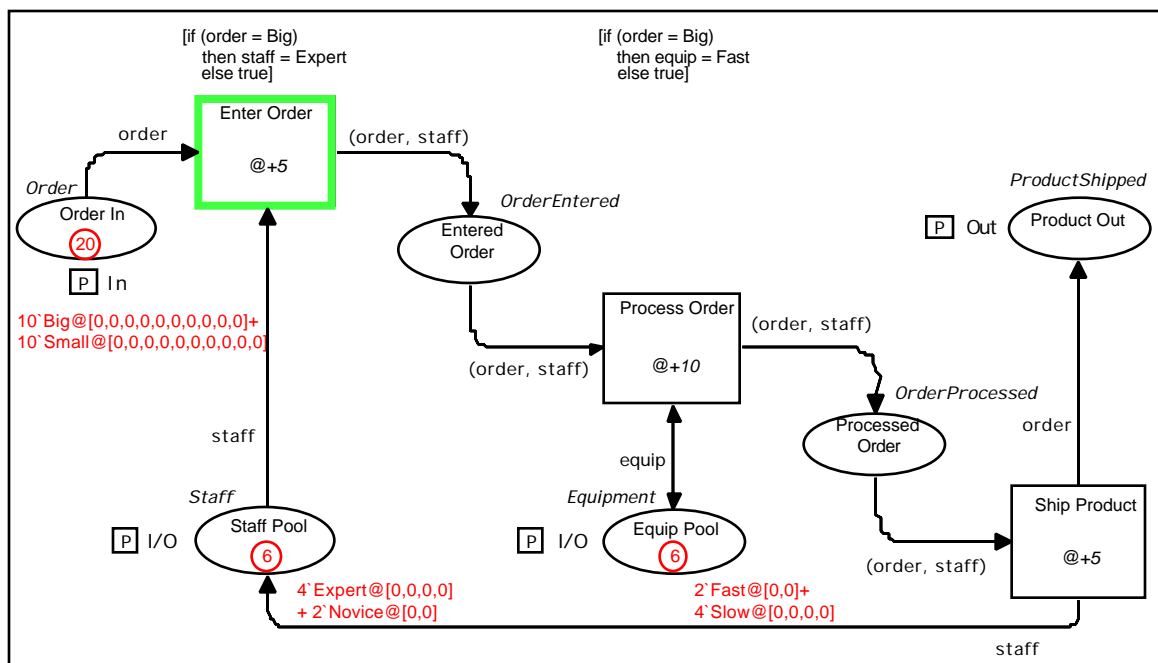 [if (order = Big)
then staff = Expert
else true]
[if (order = Big)
then equip = Fast
else true]
Enter Order
@+5
order
(order, staff)
Order
Order In
20
P In
10`Big@[0,0,0,0,0,0,0,0,0,0]+
10`Small@[0,0,0,0,0,0,0,0,0,0]
OrderEntered
Entered
Order
ProductShipped
P Out
Product Out
Process Order
@+10
(order, staff)
(order, staff)
OrderProcessed
Processed
Order
order
staff
equip
Staff
P I/O
Staff Pool
6
4`Expert@[0,0,0,0]
+ 2`Novice@[0,0]
Equipment
P I/O
Equip Pool
6
2`Fast@[0,0]+
4`Slow@[0,0,0,0]
Ship Product
@+5
(order, staff)
staff